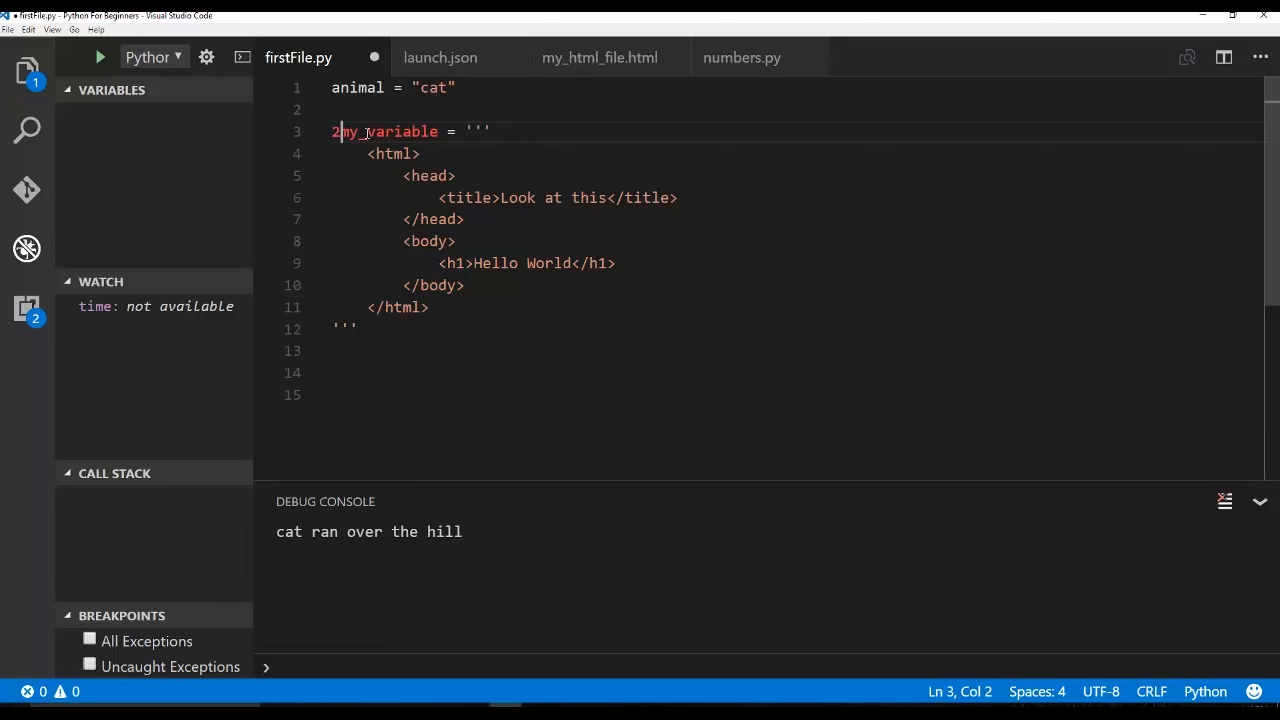 firstFile.py - Python For Beginners - Visual Studio Code
File Edit View Go Help
Python
firstFile.py
launch.json
my_html_file.html
numbers.py
1
VARIABLES
WATCH
time: not available
2
CALL STACK
BREAKPOINTS
All Exceptions
Uncaught Exceptions
1 animal = "cat"
2
3 2my_variable = '''
4 <html>
5 <head>
6 <title>Look at this</title>
7 </head>
8 <body>
9 <h1>Hello World</h1>
10 </body>
11 </html>
12 '''
13
14
15
DEBUG CONSOLE
cat ran over the hill
0 0 Ln 3, Col 2 Spaces: 4 UTF-8 CRLF Python